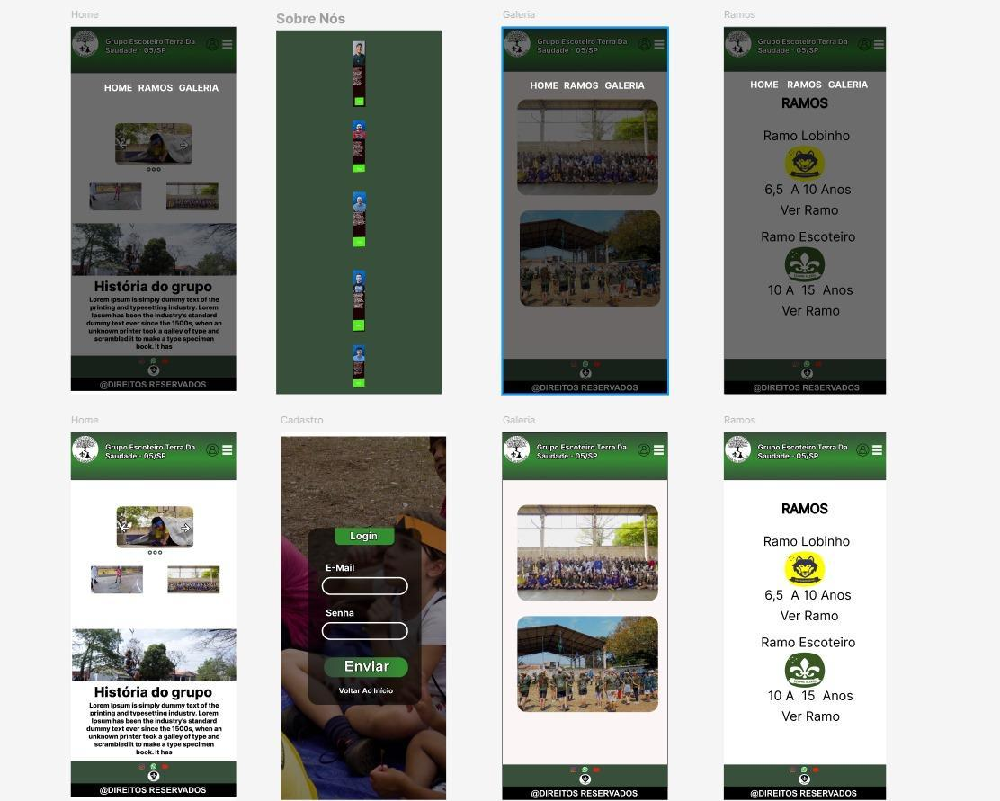 Home
Grupo Escoteiro Terra Da
Saudade - 05/SP
HOME RAMOS GALERIA
História do grupo
Lorem Ipsum is simply dummy text of the
printing and typesetting industry. Lorem
Ipsum has been the industry's standard
dummy text ever since the 1500s, when an
unknown printer took a galley of type and
scrambled it to make a type specimen
book. It has
@DIREITOS RESERVADOS
Sobre Nós
Galeria
Grupo Escoteiro Terra Da
Saudade - 05/SP
HOME RAMOS GALERIA
@DIREITOS RESERVADOS
Ramos
Grupo Escoteiro Terra Da
Saudade - 05/SP
HOME RAMOS GALERIA
RAMOS
Ramo Lobinho
6,5 A 10 Anos
Ver Ramo
Ramo Escoteiro
10 A 15 Anos
Ver Ramo
@DIREITOS RESERVADOS
Home
Grupo Escoteiro Terra Da
Saudade - 05/SP
História do grupo
Lorem Ipsum is simply dummy text of the
printing and typesetting industry. Lorem
Ipsum has been the industry's standard
dummy text ever since the 1500s, when an
unknown printer took a galley of type and
scrambled it to make a type specimen
book. It has
@DIREITOS RESERVADOS
Cadastro
Login
E-Mail
Senha
Enviar
Voltar Ao Início
Galeria
Grupo Escoteiro Terra Da
Saudade - 05/SP
@DIREITOS RESERVADOS
Ramos
Grupo Escoteiro Terra Da
Saudade - 05/SP
RAMOS
Ramo Lobinho
6,5 A 10 Anos
Ver Ramo
Ramo Escoteiro
10 A 15 Anos
Ver Ramo
@DIREITOS RESERVADOS